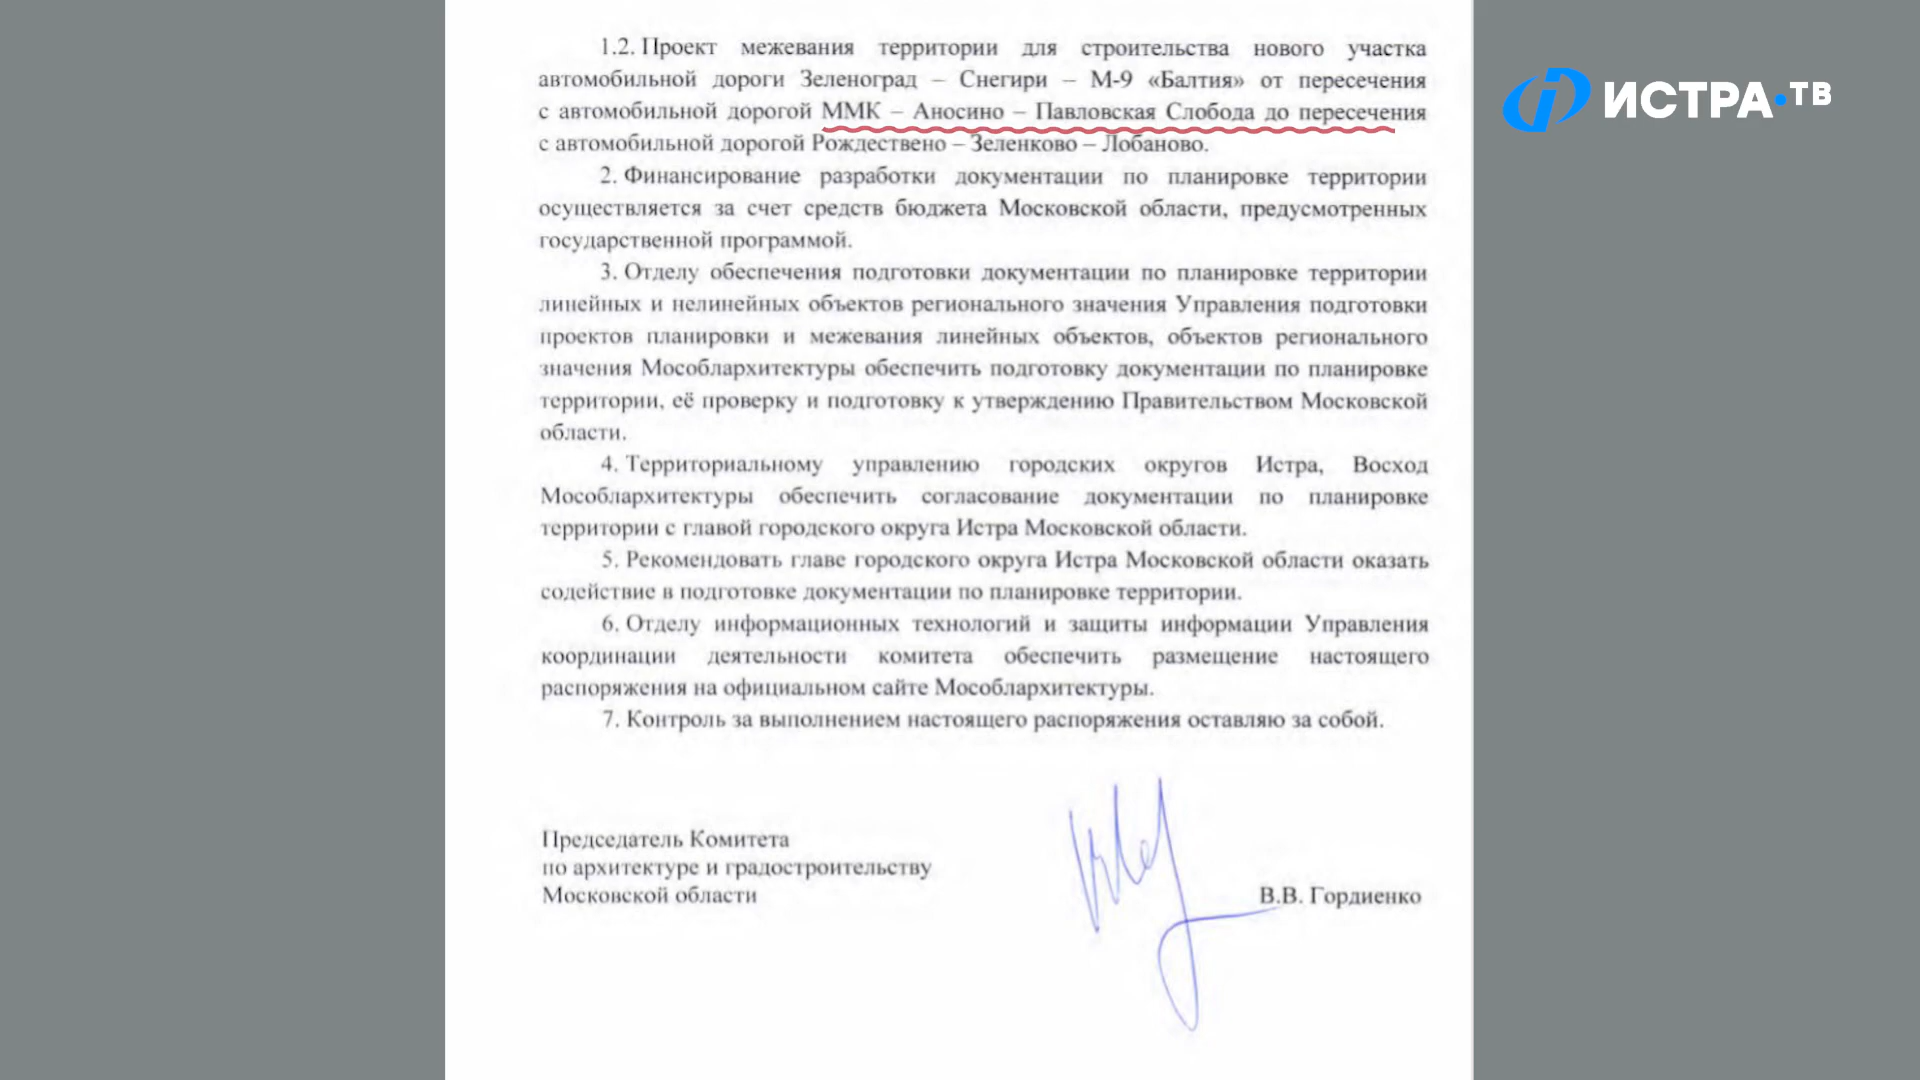 1.2. Проект межевания территории для строительства нового участка
автомобильной дороги Зеленоград – Снегири – М-9 «Балтия» от пересечения
с автомобильной дорогой ММК – Аносино – Павловская Слобода до пересечения
с автомобильной дорогой Рождествено – Зеленково – Лобаново.
2. Финансирование разработки документации по планировке территории
осуществляется за счет средств бюджета Московской области, предусмотренных
государственной программой.
3. Отделу обеспечения подготовки документации по планировке территории
линейных и нелинейных объектов регионального значения Управления подготовки
проектов планировки и межевания линейных объектов, объектов регионального
значения Мособлархитектуры обеспечить подготовку документации по планировке
территории, её проверку и подготовку к утверждению Правительством Московской
области.
4. Территориальному управлению городских округов Истра, Восход
Мособлархитектуры обеспечить согласование документации по планировке
территории с главой городского округа Истра Московской области.
5. Рекомендовать главе городского округа Истра Московской области оказать
содействие в подготовке документации по планировке территории.
6. Отделу информационных технологий и защиты информации Управления
координации деятельности комитета обеспечить размещение настоящего
распоряжения на официальном сайте Мособлархитектуры.
7. Контроль за выполнением настоящего распоряжения оставляю за собой.
Председатель Комитета
по архитектуре и градостроительству
Московской области
В.В. Гордиенко
ИСТРА.ТВ